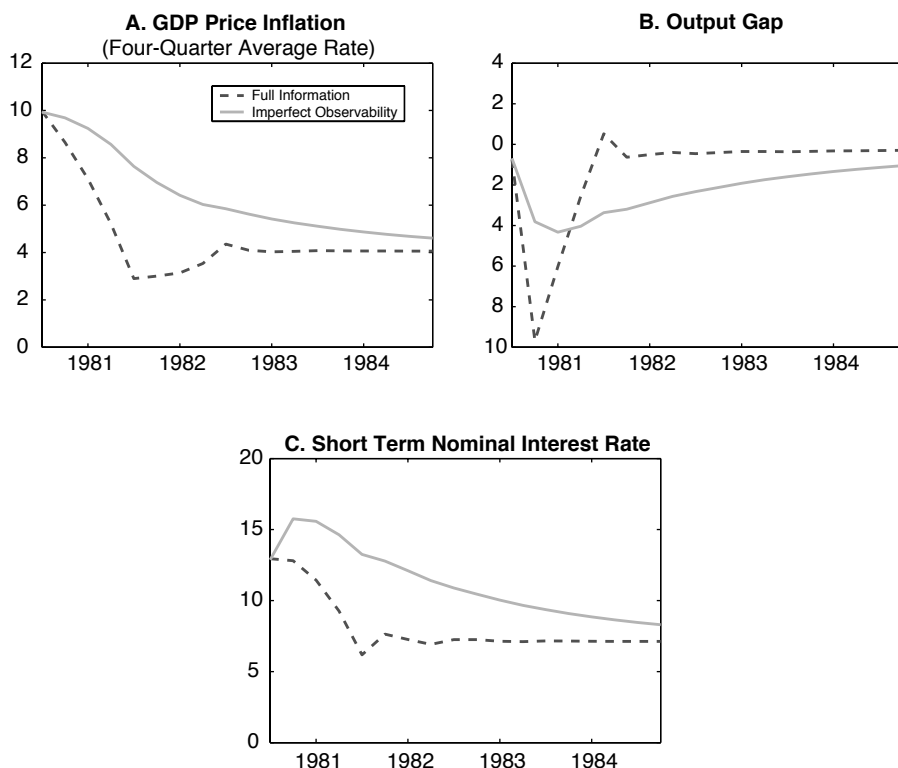 A. GDP Price Inflation
(Four-Quarter Average Rate)
12
10
8
6
4
2
0
Full Information
Imperfect Observability
1981 1982 1983 1984
B. Output Gap
4
2
0
2
4
6
8
10
1981 1982 1983 1984
C. Short Term Nominal Interest Rate
20
15
10
5
0
1981 1982 1983 1984